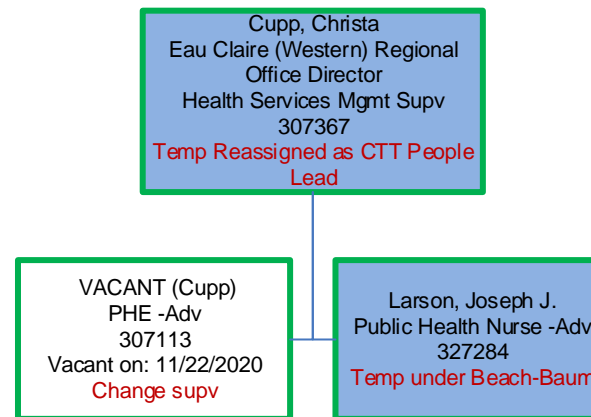 Cupp, Christa
Eau Claire (Western) Regional
Office Director
Health Services Mgmt Supv
307367
Temp Reassigned as CTT People
Lead
VACANT (Cupp)
PHE -Adv
307113
Vacant on: 11/22/2020
Change supv
Larson, Joseph J.
Public Health Nurse -Adv
327284
Temp under Beach-Baum